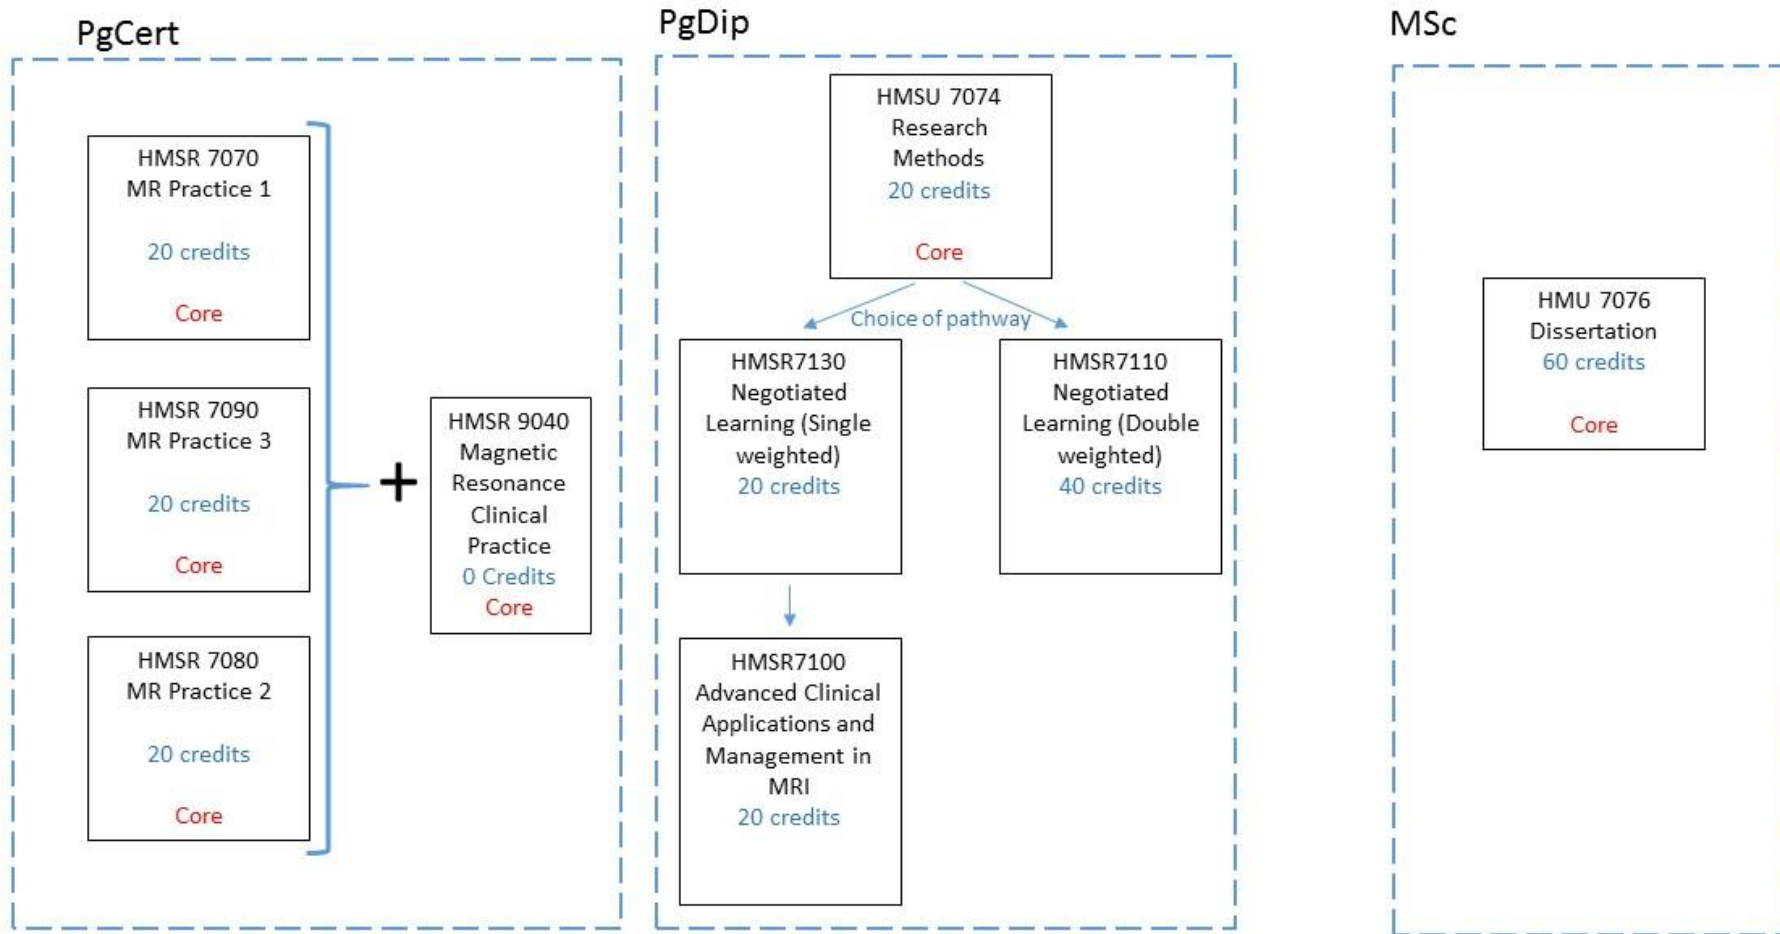 PgCert
HMSR 7070
MR Practice 1
20 credits
Core
HMSR 7090
MR Practice 3
20 credits
Core
HMSR 7080
MR Practice 2
20 credits
Core
+
HMSR 9040
Magnetic
Resonance
Clinical
Practice
0 Credits
Core
PgDip
HMSU 7074
Research
Methods
20 credits
Core
Choice of pathway
HMSR7130
Negotiated
Learning (Single
weighted)
20 credits
HMSR7110
Negotiated
Learning (Double
weighted)
40 credits
HMSR7100
Advanced Clinical
Applications and
Management in
MRI
20 credits
MSc
HMU 7076
Dissertation
60 credits
Core